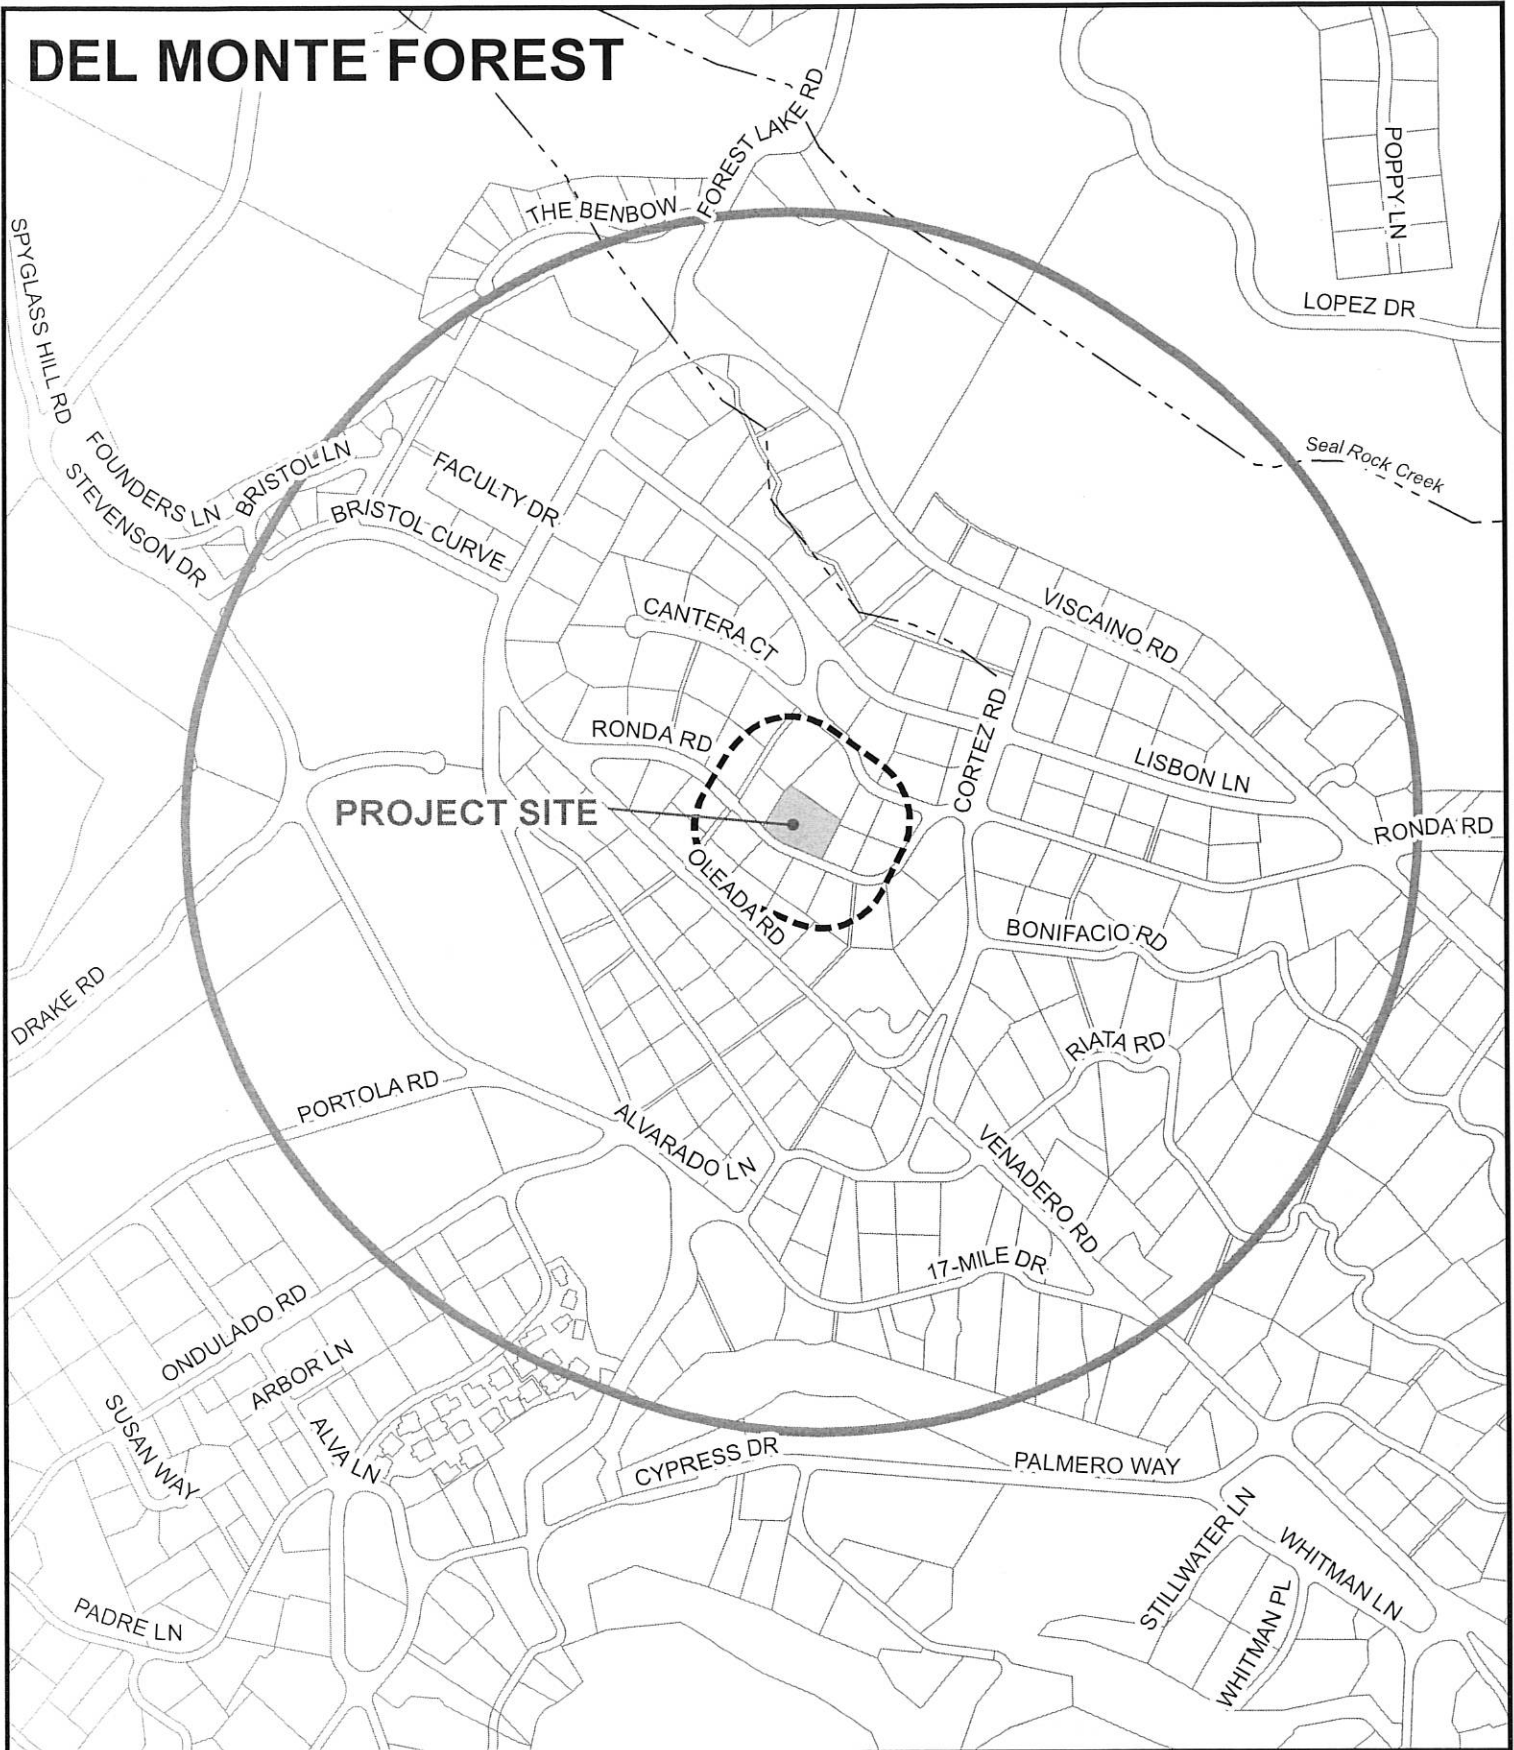 DEL MONTE FOREST
FOREST LAKE RD
POPPY LN
THE BENBOW
SPYGLASS HILL RD
LOPEZ DR
FOUNDERS LN
BRISTOL LN
STEVENSON DR
FACULTY DR
BRISTOL CURVE
Seal Rock Creek
CANTERA CT
VISCAINO RD
RONDA RD
CORTEZ RD
LISBON LN
PROJECT SITE
RONDA RD
OLEADA RD
BONIFACIO RD
DRAKE RD
RIATA RD
PORTOLA RD
ALVARADO LN
VENADERO RD
17-MILE DR
ONDULADO RD
ARBOR LN
SUSAN WAY
ALVA LN
CYPRESS DR
PALMERO WAY
STILLWATER LN
WHITMAN LN
WHITMAN PL
PADRE LN